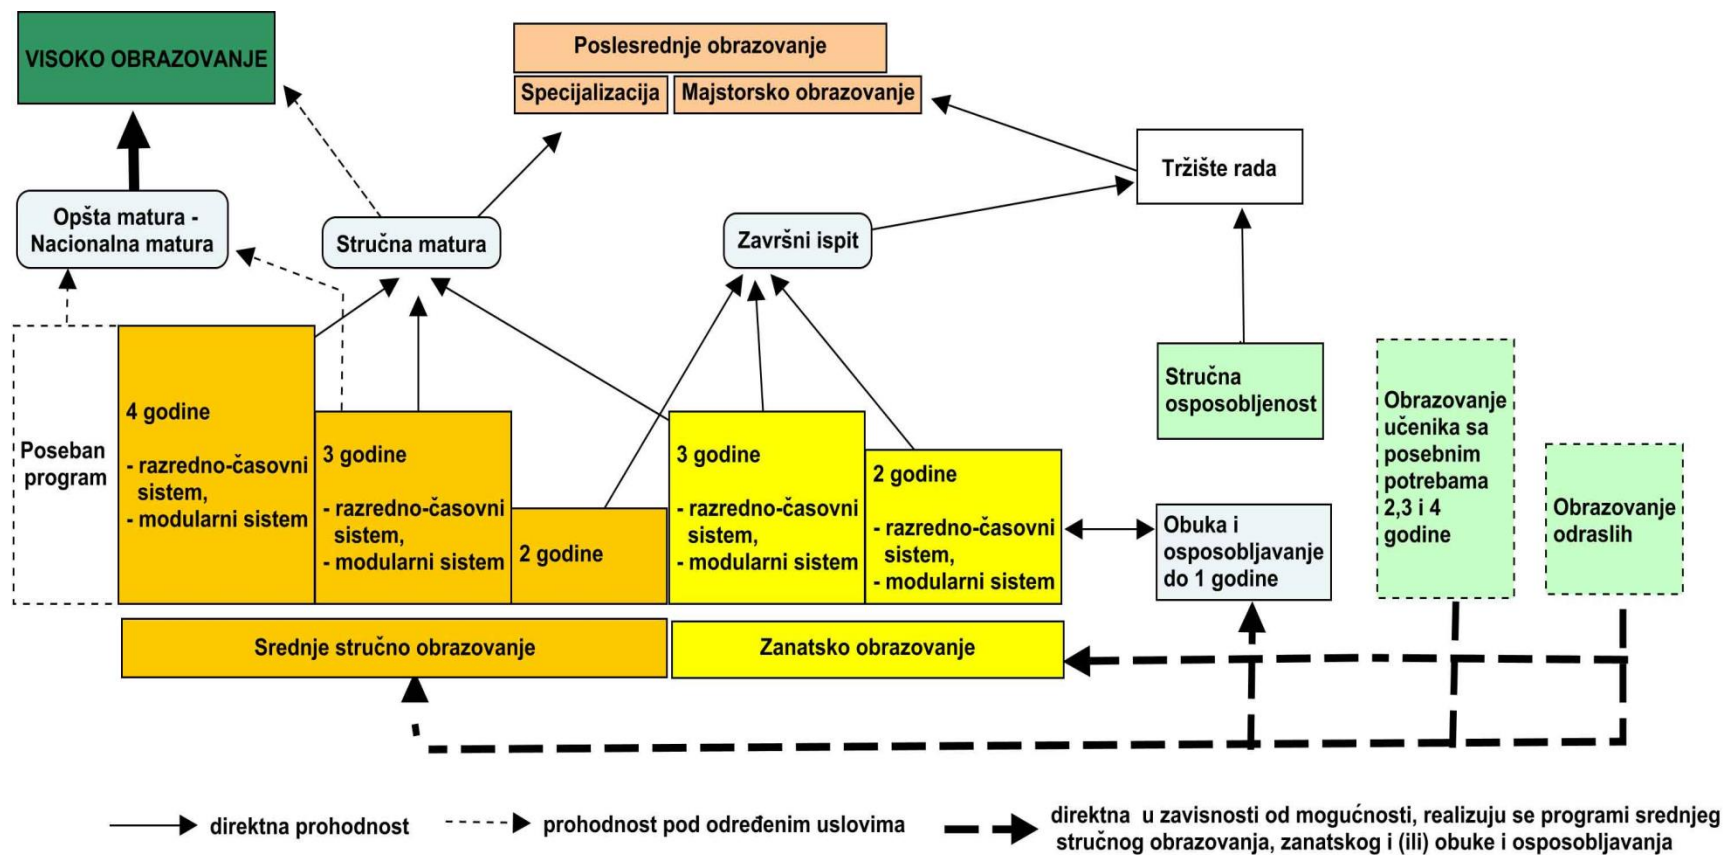 VISOKO OBRAZOVANJE
Poslesrednje obrazovanje
Specijalizacija
Majstorsko obrazovanje
Tržište rada
Opšta matura -
Nacionalna matura
Stručna matura
Završni ispit
Poseban
program
4 godine
- razredno-časovni
sistem,
- modularni sistem
3 godine
- razredno-časovni
sistem,
- modularni sistem
2 godine
3 godine
- razredno-časovni
sistem,
- modularni sistem
2 godine
- razredno-časovni
sistem,
- modularni sistem
Stručna
osposobljenost
Obuka i
osposobljavanje
do 1 godine
Obrazovanje
učenika sa
posebnim
potrebama
2,3 i 4
godine
Obrazovanje
odraslih
Srednje stručno obrazovanje
Zanatsko obrazovanje
direktna prohodnost
prohodnost pod određenim uslovima
direktna u zavisnosti od mogućnosti, realizuju se programi srednjeg
stručnog obrazovanja, zanatskog i (ili) obuke i osposobljavanja